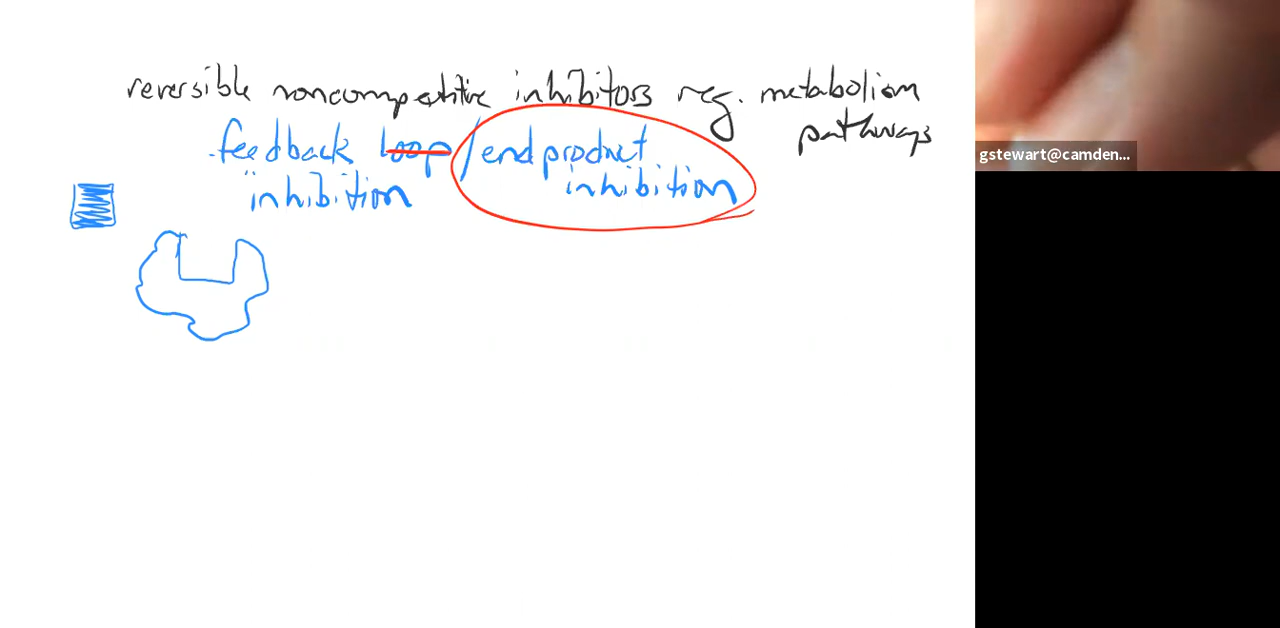 reversible noncompetitive inhibitors reg. metabolism
pathways
feedback loop / end product
inhibition inhibition
gstewart@camden...